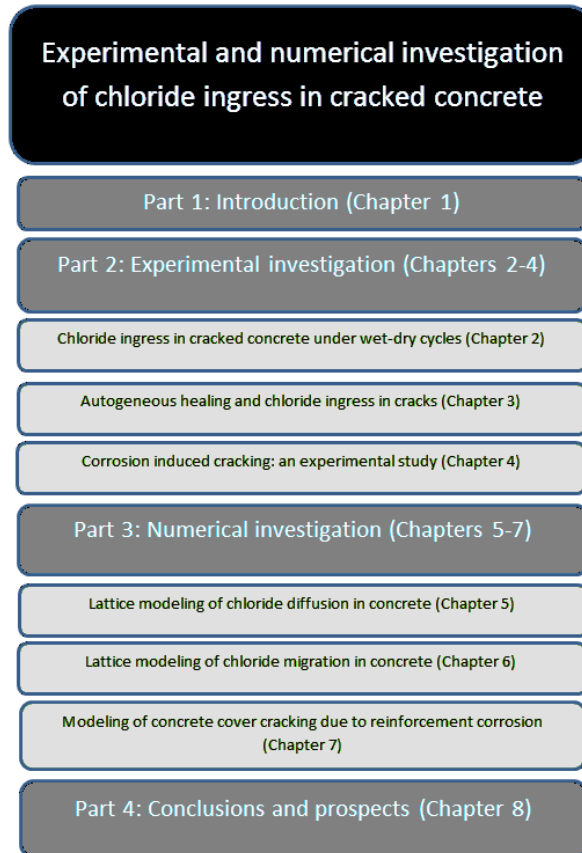 Experimental and numerical investigation
of chloride ingress in cracked concrete
Part 1: Introduction (Chapter 1)
Part 2: Experimental investigation (Chapters 2-4)
Chloride ingress in cracked concrete under wet-dry cycles (Chapter 2)
Autogeneous healing and chloride ingress in cracks (Chapter 3)
Corrosion induced cracking: an experimental study (Chapter 4)
Part 3: Numerical investigation (Chapters 5-7)
Lattice modeling of chloride diffusion in concrete (Chapter 5)
Lattice modeling of chloride migration in concrete (Chapter 6)
Modeling of concrete cover cracking due to reinforcement corrosion
(Chapter 7)
Part 4: Conclusions and prospects (Chapter 8)